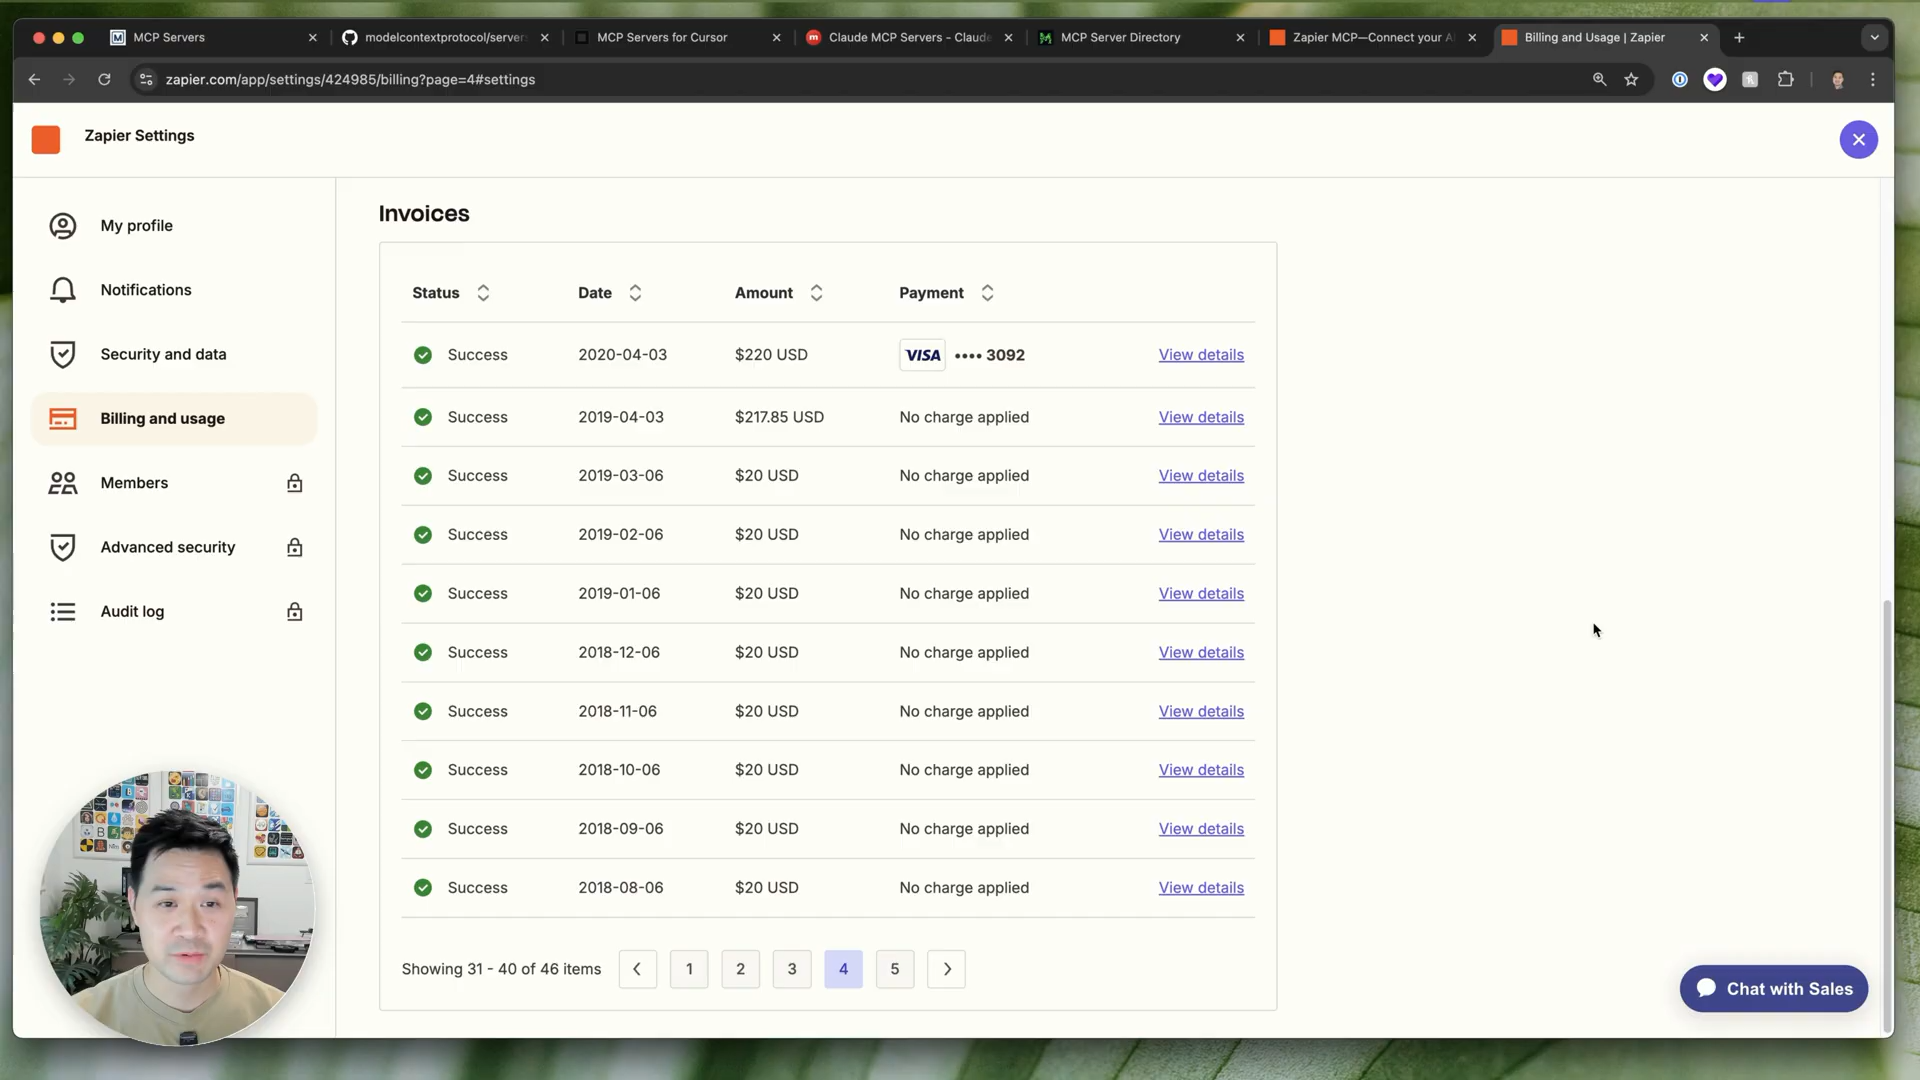 MCP Servers
modelcontextprotocol/servers
MCP Servers for Cursor
Claude MCP Servers - Claude
MCP Server Directory
Zapier MCP—Connect your AI
Billing and Usage | Zapier
zapier.com/app/settings/424985/billing?page=4#settings
Zapier Settings
My profile
Notifications
Security and data
Billing and usage
Members
Advanced security
Audit log
Invoices
Status Date Amount Payment
Success 2020-04-03 $220 USD VISA •••• 3092 View details
Success 2019-04-03 $217.85 USD No charge applied View details
Success 2019-03-06 $20 USD No charge applied View details
Success 2019-02-06 $20 USD No charge applied View details
Success 2019-01-06 $20 USD No charge applied View details
Success 2018-12-06 $20 USD No charge applied View details
Success 2018-11-06 $20 USD No charge applied View details
Success 2018-10-06 $20 USD No charge applied View details
Success 2018-09-06 $20 USD No charge applied View details
Success 2018-08-06 $20 USD No charge applied View details
Showing 31 - 40 of 46 items 1 2 3 4 5
Chat with Sales